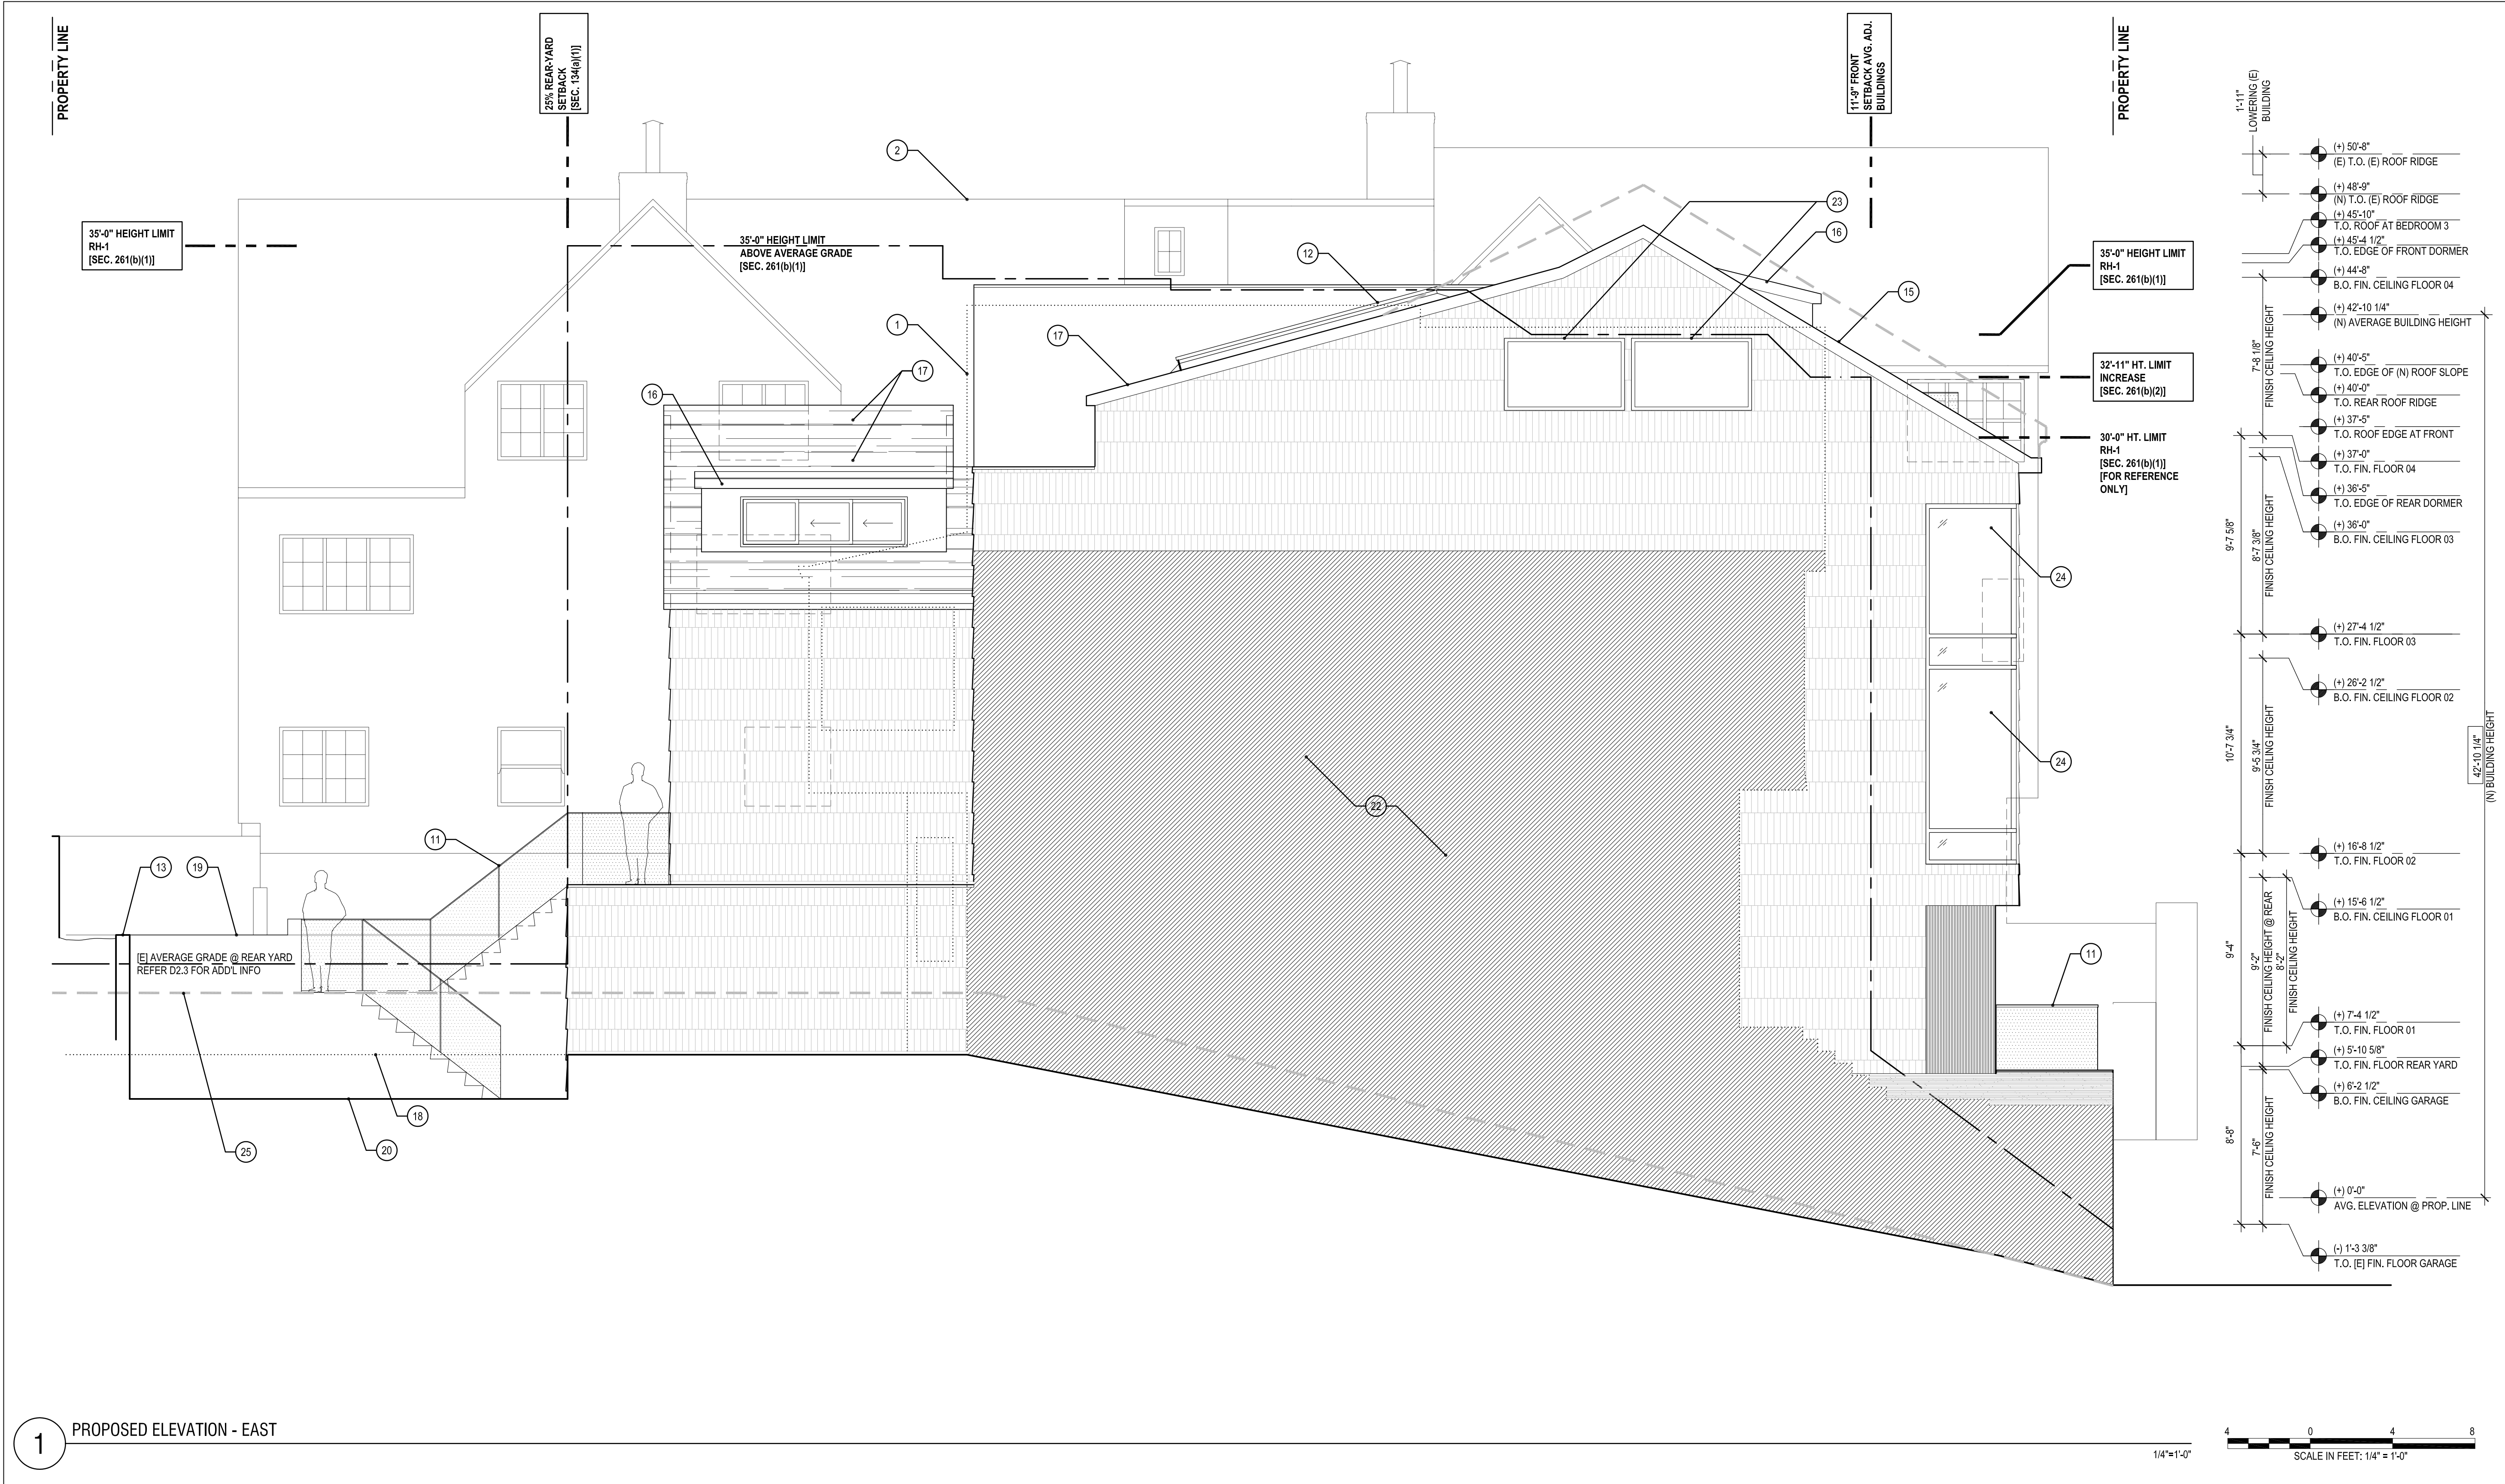 PROPERTY LINE
25% REAR-YARD
SETBACK
[SEC. 134(a)(1)]
11'-9" FRONT
SETBACK AVG. ADJ.
BUILDINGS
PROPERTY LINE
35'-0" HEIGHT LIMIT
RH-1
[SEC. 261(b)(1)]
35'-0" HEIGHT LIMIT
ABOVE AVERAGE GRADE
[SEC. 261(b)(1)]
2
23
16
12
15
1
17
17
16
24
24
22
11
13
19
[E] AVERAGE GRADE @ REAR YARD
REFER D2.3 FOR ADD'L INFO
11
18
25
20
35'-0" HEIGHT LIMIT
RH-1
[SEC. 261(b)(1)]
32'-11" HT. LIMIT
INCREASE
[SEC. 261(b)(2)]
30'-0" HT. LIMIT
RH-1
[SEC. 261(b)(1)]
[FOR REFERENCE
ONLY]
1'-11"
LOWERING (E)
BUILDING
(+) 50'-8"
(E) T.O. (E) ROOF RIDGE
(+) 48'-9"
(N) T.O. (E) ROOF RIDGE
(+) 45'-10"
T.O. ROOF AT BEDROOM 3
(+) 45'-4 1/2"
T.O. EDGE OF FRONT DORMER
(+) 44'-8"
B.O. FIN. CEILING FLOOR 04
(+) 42'-10 1/4"
(N) AVERAGE BUILDING HEIGHT
(+) 40'-5"
T.O. EDGE OF (N) ROOF SLOPE
(+) 40'-0"
T.O. REAR ROOF RIDGE
(+) 37'-5"
T.O. ROOF EDGE AT FRONT
(+) 37'-0"
T.O. FIN. FLOOR 04
(+) 36'-5"
T.O. EDGE OF REAR DORMER
(+) 36'-0"
B.O. FIN. CEILING FLOOR 03
(+) 27'-4 1/2"
T.O. FIN. FLOOR 03
(+) 26'-2 1/2"
B.O. FIN. CEILING FLOOR 02
(+) 16'-8 1/2"
T.O. FIN. FLOOR 02
(+) 15'-6 1/2"
B.O. FIN. CEILING FLOOR 01
(+) 7'-4 1/2"
T.O. FIN. FLOOR 01
(+) 5'-10 5/8"
T.O. FIN. FLOOR REAR YARD
(+) 6'-2 1/2"
B.O. FIN. CEILING GARAGE
(+) 0'-0"
AVG. ELEVATION @ PROP. LINE
(-) 1'-3 3/8"
T.O. [E] FIN. FLOOR GARAGE
7'-8 1/8"
FINISH CEILING HEIGHT
9'-7 5/8"
8'-7 3/8"
FINISH CEILING HEIGHT
10'-7 3/4"
9'-5 3/4"
FINISH CEILING HEIGHT
9'-4"
9'-2"
FINISH CEILING HEIGHT @ REAR
8'-2"
FINISH CEILING HEIGHT
8'-8"
7'-6"
FINISH CEILING HEIGHT
42'-10 1/4"
(N) BUILDING HEIGHT
1
PROPOSED ELEVATION - EAST
1/4"=1'-0"
4 0 4 8
SCALE IN FEET: 1/4" = 1'-0"